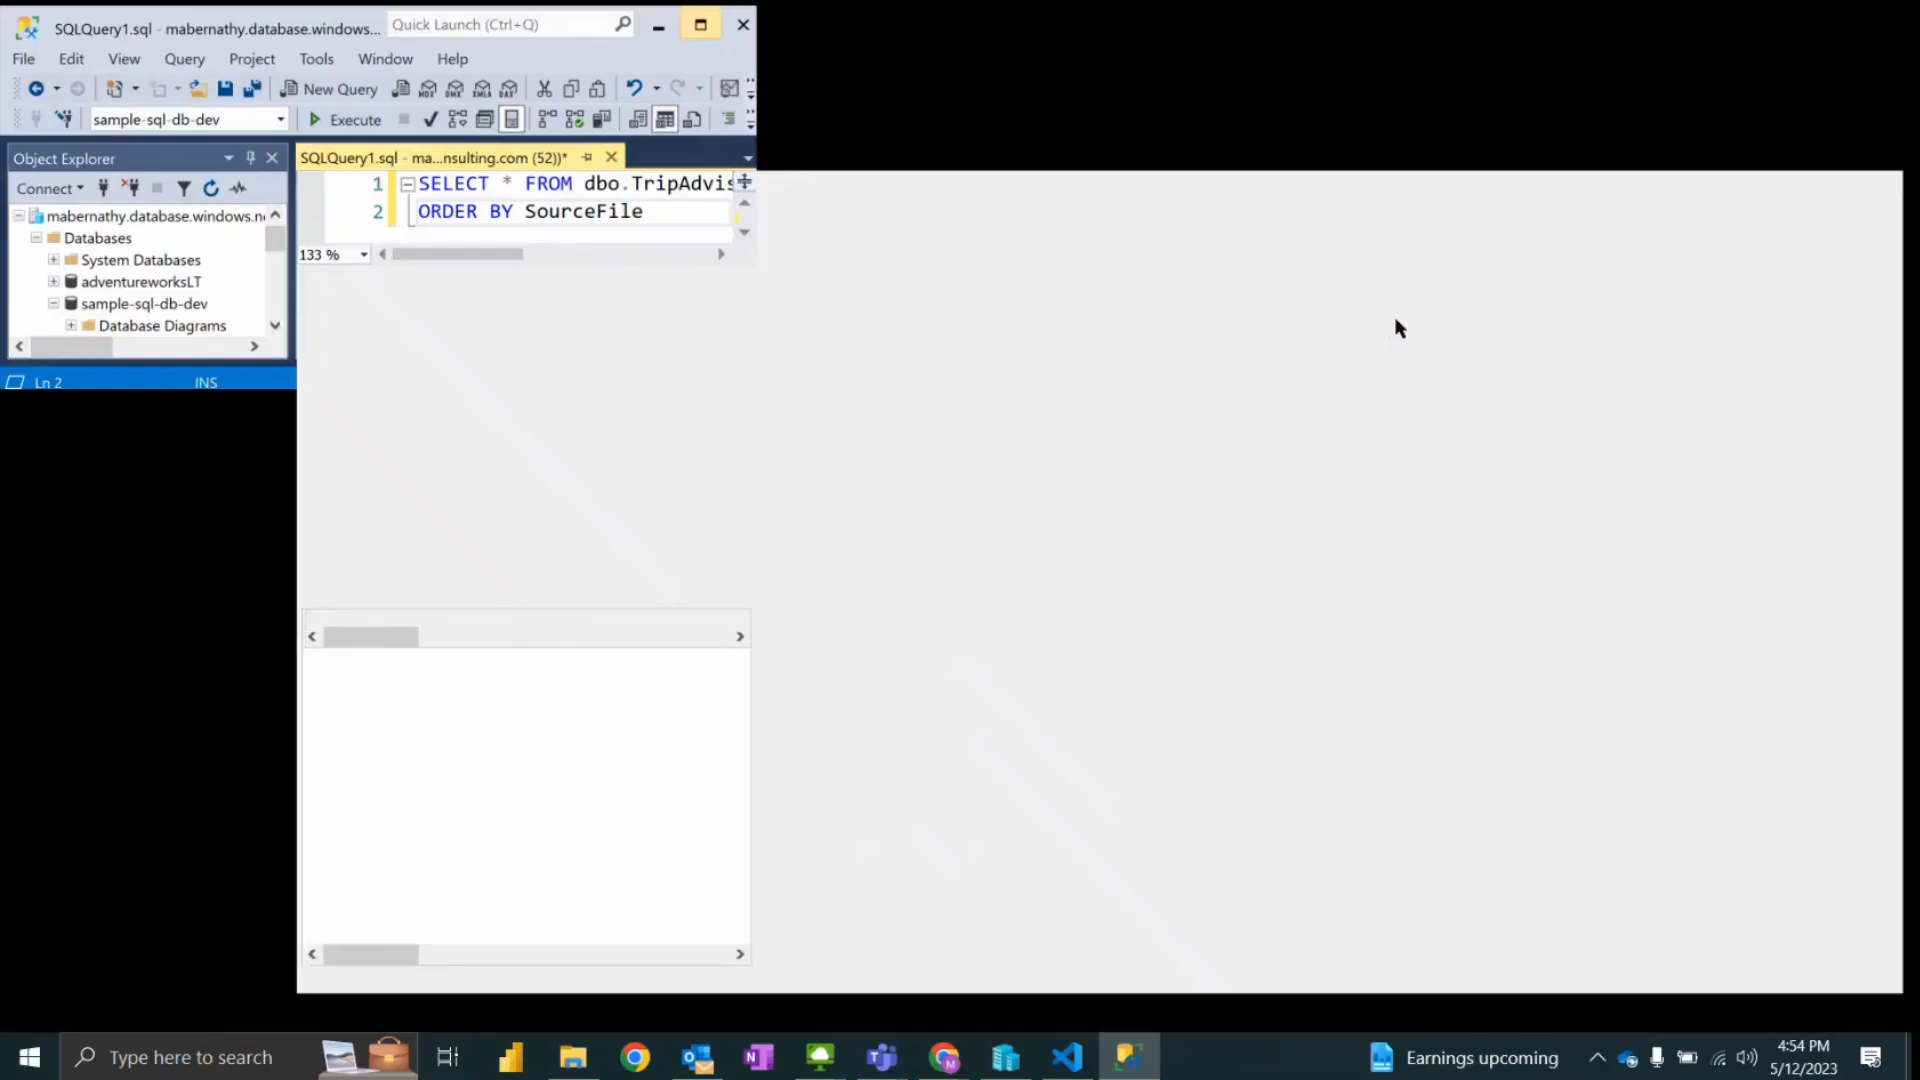 SQLQuery1.sql - mabernathy.database.windows...
Quick Launch (Ctrl+Q)
File Edit View Query Project Tools Window Help
New Query
sample-sql-db-dev
Execute
Object Explorer
SQLQuery1.sql - ma...nsulting.com (52))*
Connect
1 SELECT * FROM dbo.TripAdvis
2 ORDER BY SourceFile
133 %
mabernathy.database.windows.n
Databases
System Databases
adventureworksLT
sample-sql-db-dev
Database Diagrams
Ln 2 INS
Type here to search
Earnings upcoming
4:54 PM
5/12/2023